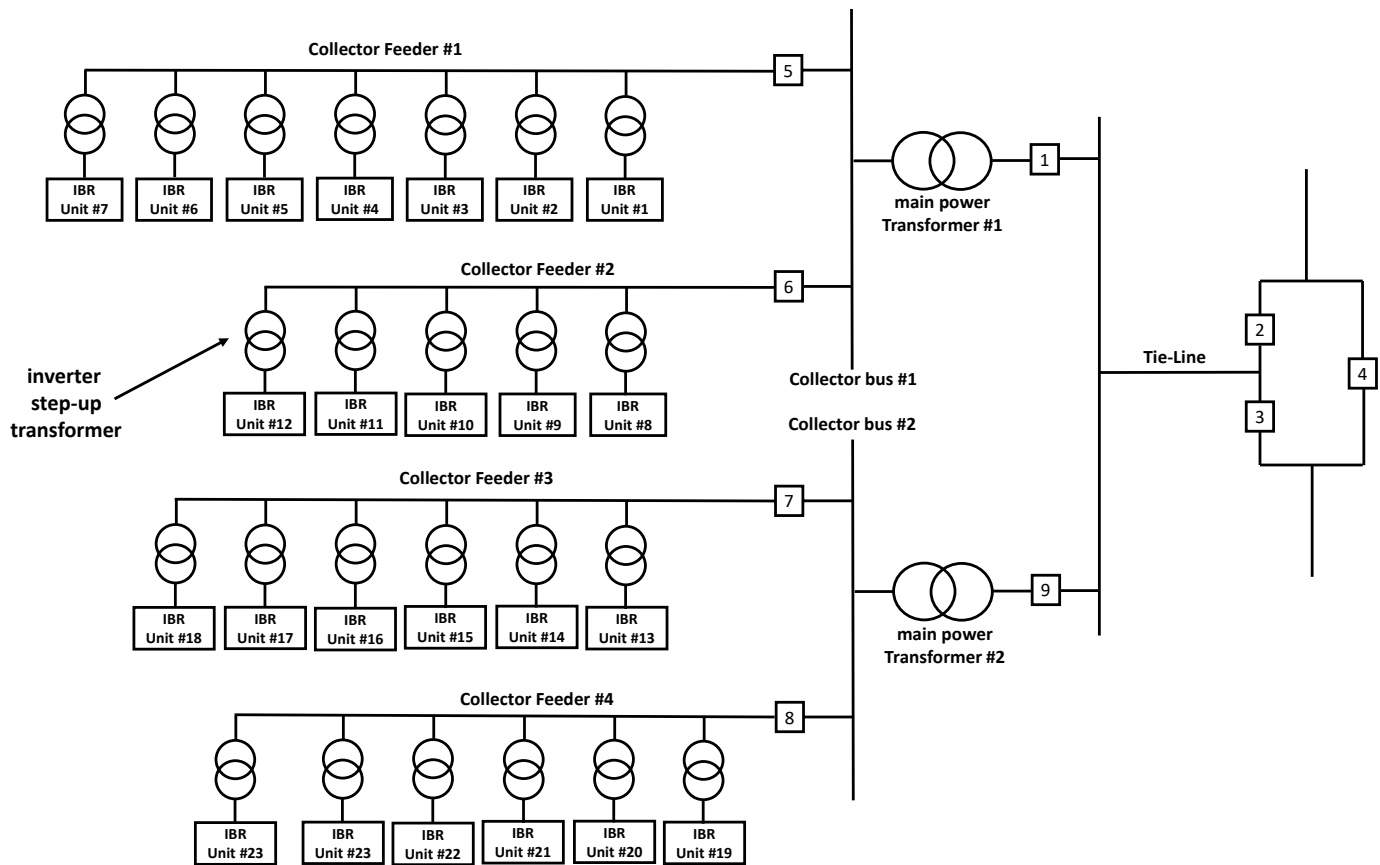 Collector Feeder #1
5
IBR
Unit #7
IBR
Unit #6
IBR
Unit #5
IBR
Unit #4
IBR
Unit #3
IBR
Unit #2
IBR
Unit #1
main power
Transformer #1
1
Collector Feeder #2
6
inverter
step-up
transformer
IBR
Unit #12
IBR
Unit #11
IBR
Unit #10
IBR
Unit #9
IBR
Unit #8
Collector bus #1
Collector bus #2
Tie-Line
2
3
4
Collector Feeder #3
7
IBR
Unit #18
IBR
Unit #17
IBR
Unit #16
IBR
Unit #15
IBR
Unit #14
IBR
Unit #13
main power
Transformer #2
9
Collector Feeder #4
8
IBR
Unit #23
IBR
Unit #23
IBR
Unit #22
IBR
Unit #21
IBR
Unit #20
IBR
Unit #19